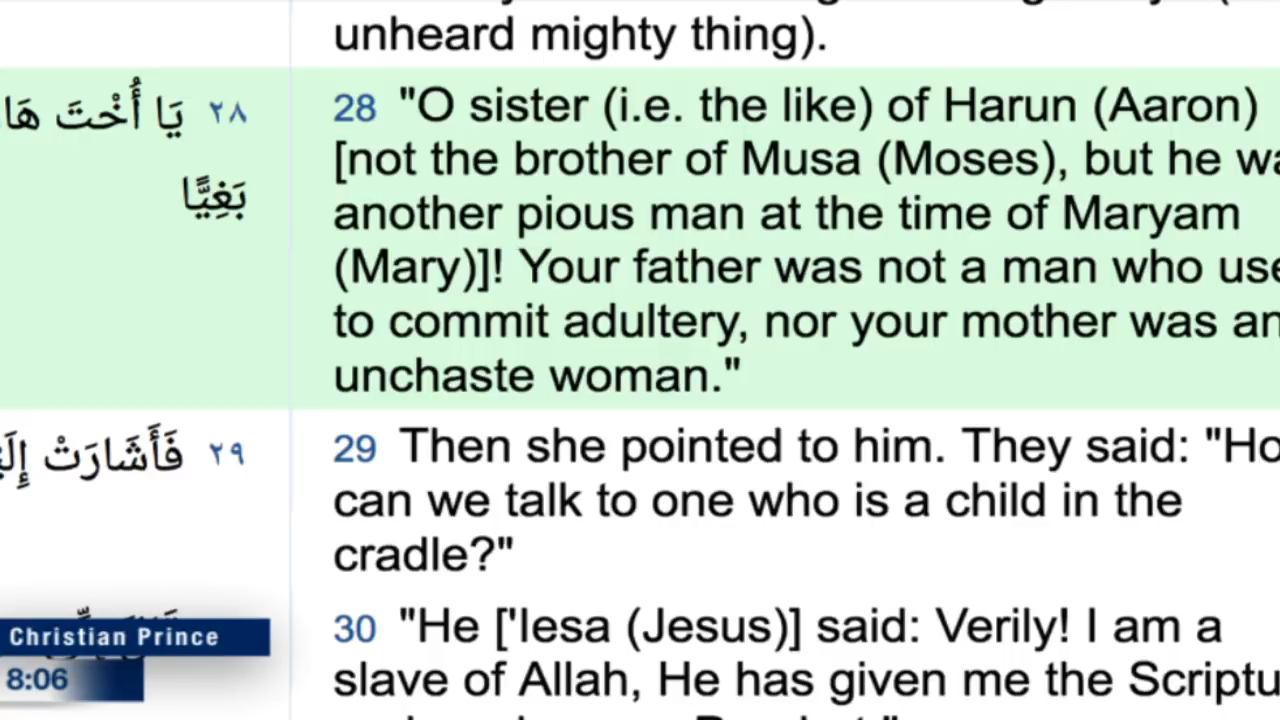 unheard mighty thing).
٢٨ يَا أُخْتَ
28 "O sister (i.e. the like) of Harun (Aaron)
[not the brother of Musa (Moses), but he
بَغِيًّا
another pious man at the time of Maryam
(Mary)]! Your father was not a man who
to commit adultery, nor your mother was an
unchaste woman."
٢٩ فَأَشَارَتْ
29 Then she pointed to him. They said:
can we talk to one who is a child in the
cradle?"
30 "He ['Iesa (Jesus)] said: Verily! I am a
Christian Prince
slave of Allah, He has given me the
8:06